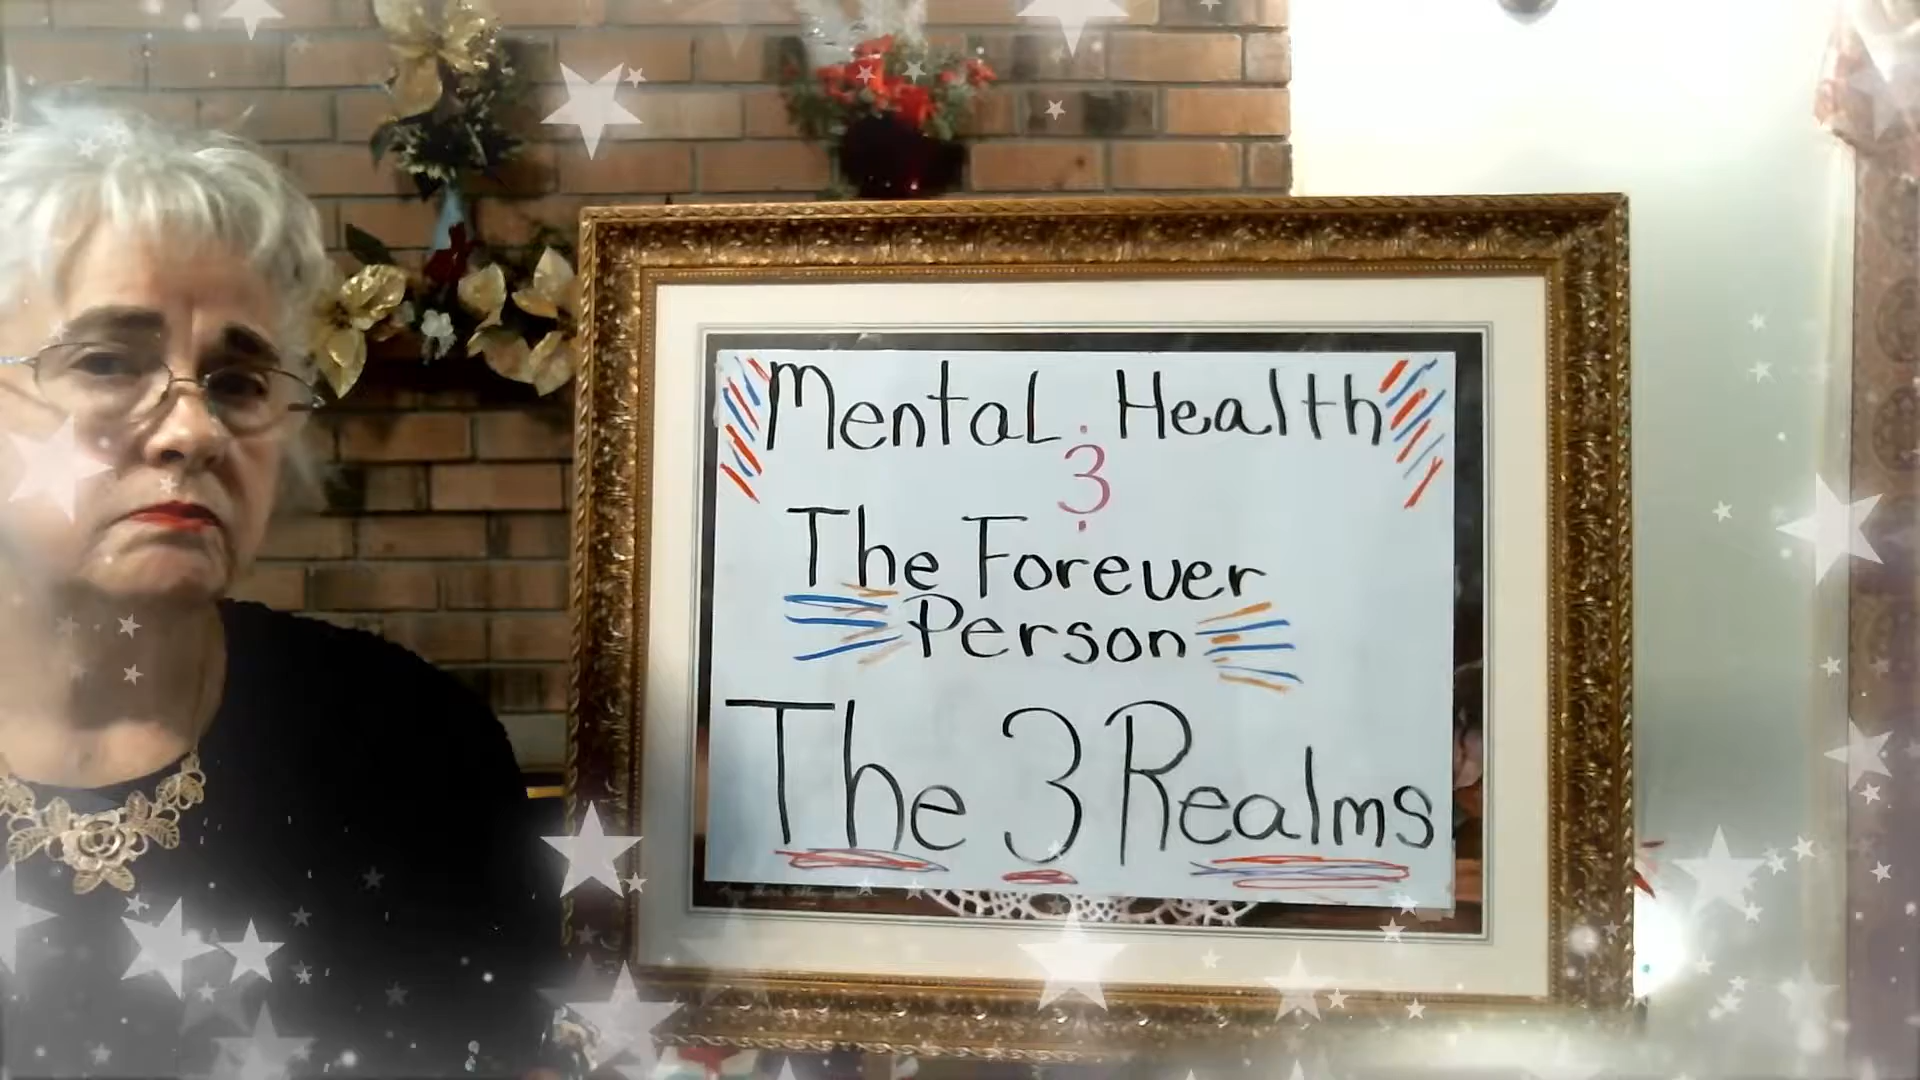 Mental Health
3
The Forever
Person
The 3 Realms